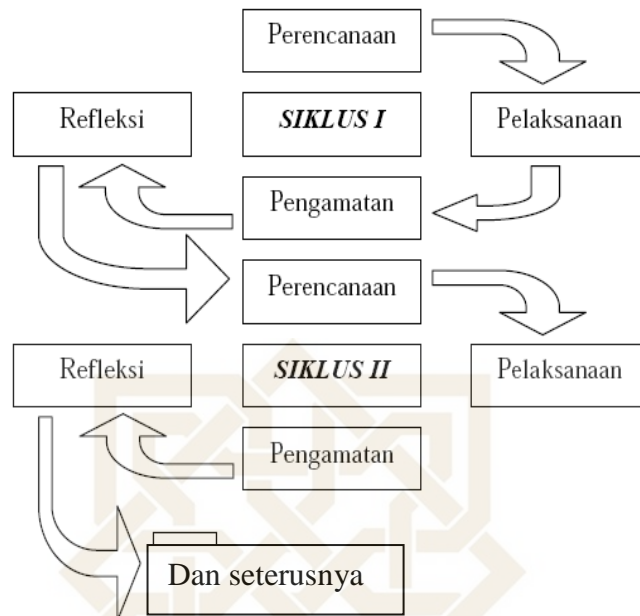 Perencanaan
Refleksi
SIKLUS I
Pelaksanaan
Pengamatan
Perencanaan
Refleksi
SIKLUS II
Pelaksanaan
Pengamatan
Dan seterusnya